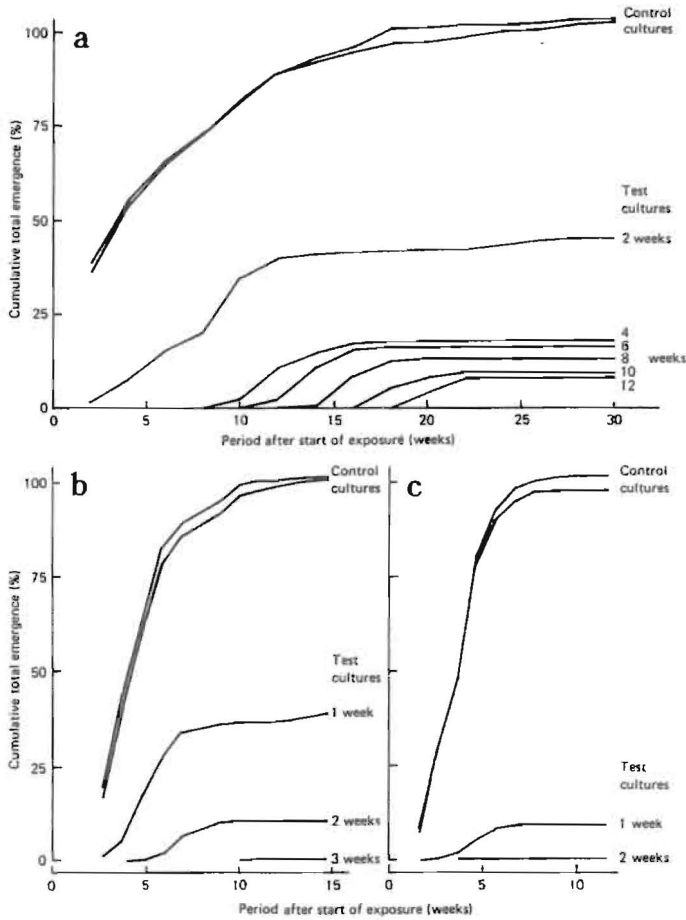 a
Cumulative total emergence (%)
100
75
50
25
0
Control
cultures
Test
cultures
2 weeks
4
6
8 weeks
10
12
0 5 10 15 20 25 30
Period after start of exposure (weeks)
b
Cumulative total emergence (%)
100
75
50
25
0
Control
cultures
Test
cultures
1 week
2 weeks
3 weeks
0 5 10 15
c
Control
cultures
Test
cultures
1 week
2 weeks
0 5 10
Period after start of exposure (weeks)